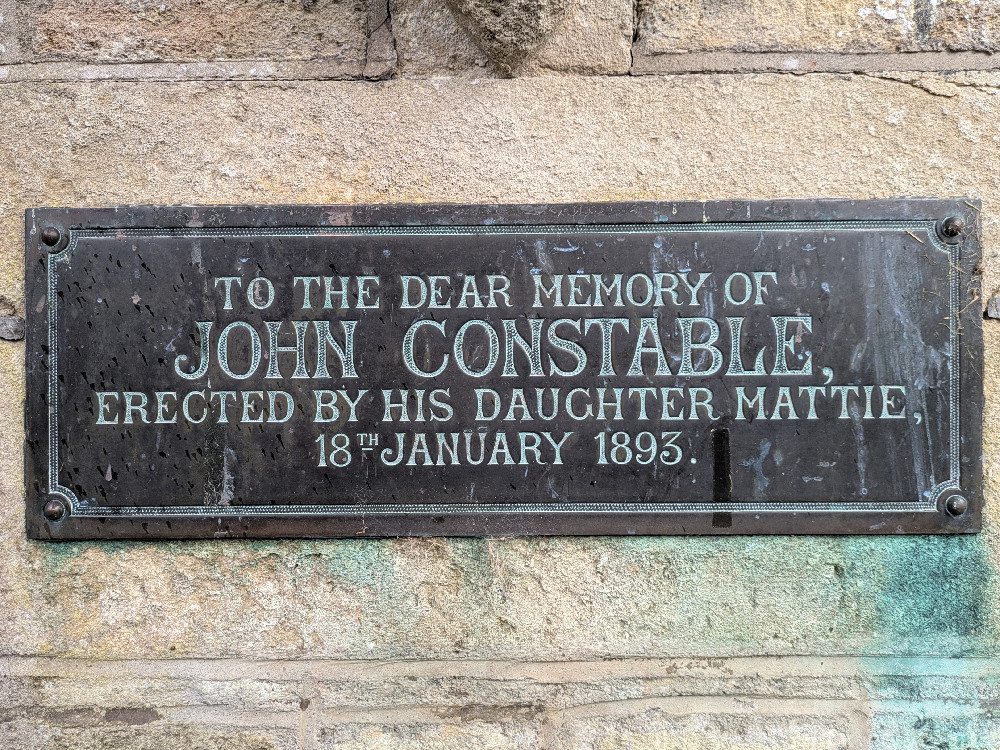 TO THE DEAR MEMORY OF
JOHN CONSTABLE,
ERECTED BY HIS DAUGHTER MATTIE,
18TH JANUARY 1893.